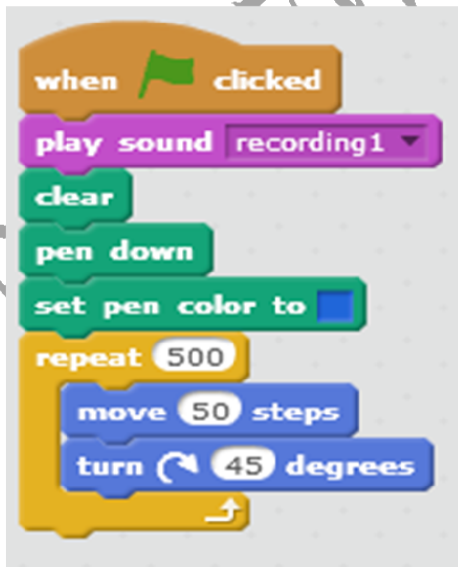 when clicked
play sound recording1
clear
pen down
set pen color to
repeat 500
move 50 steps
turn 45 degrees